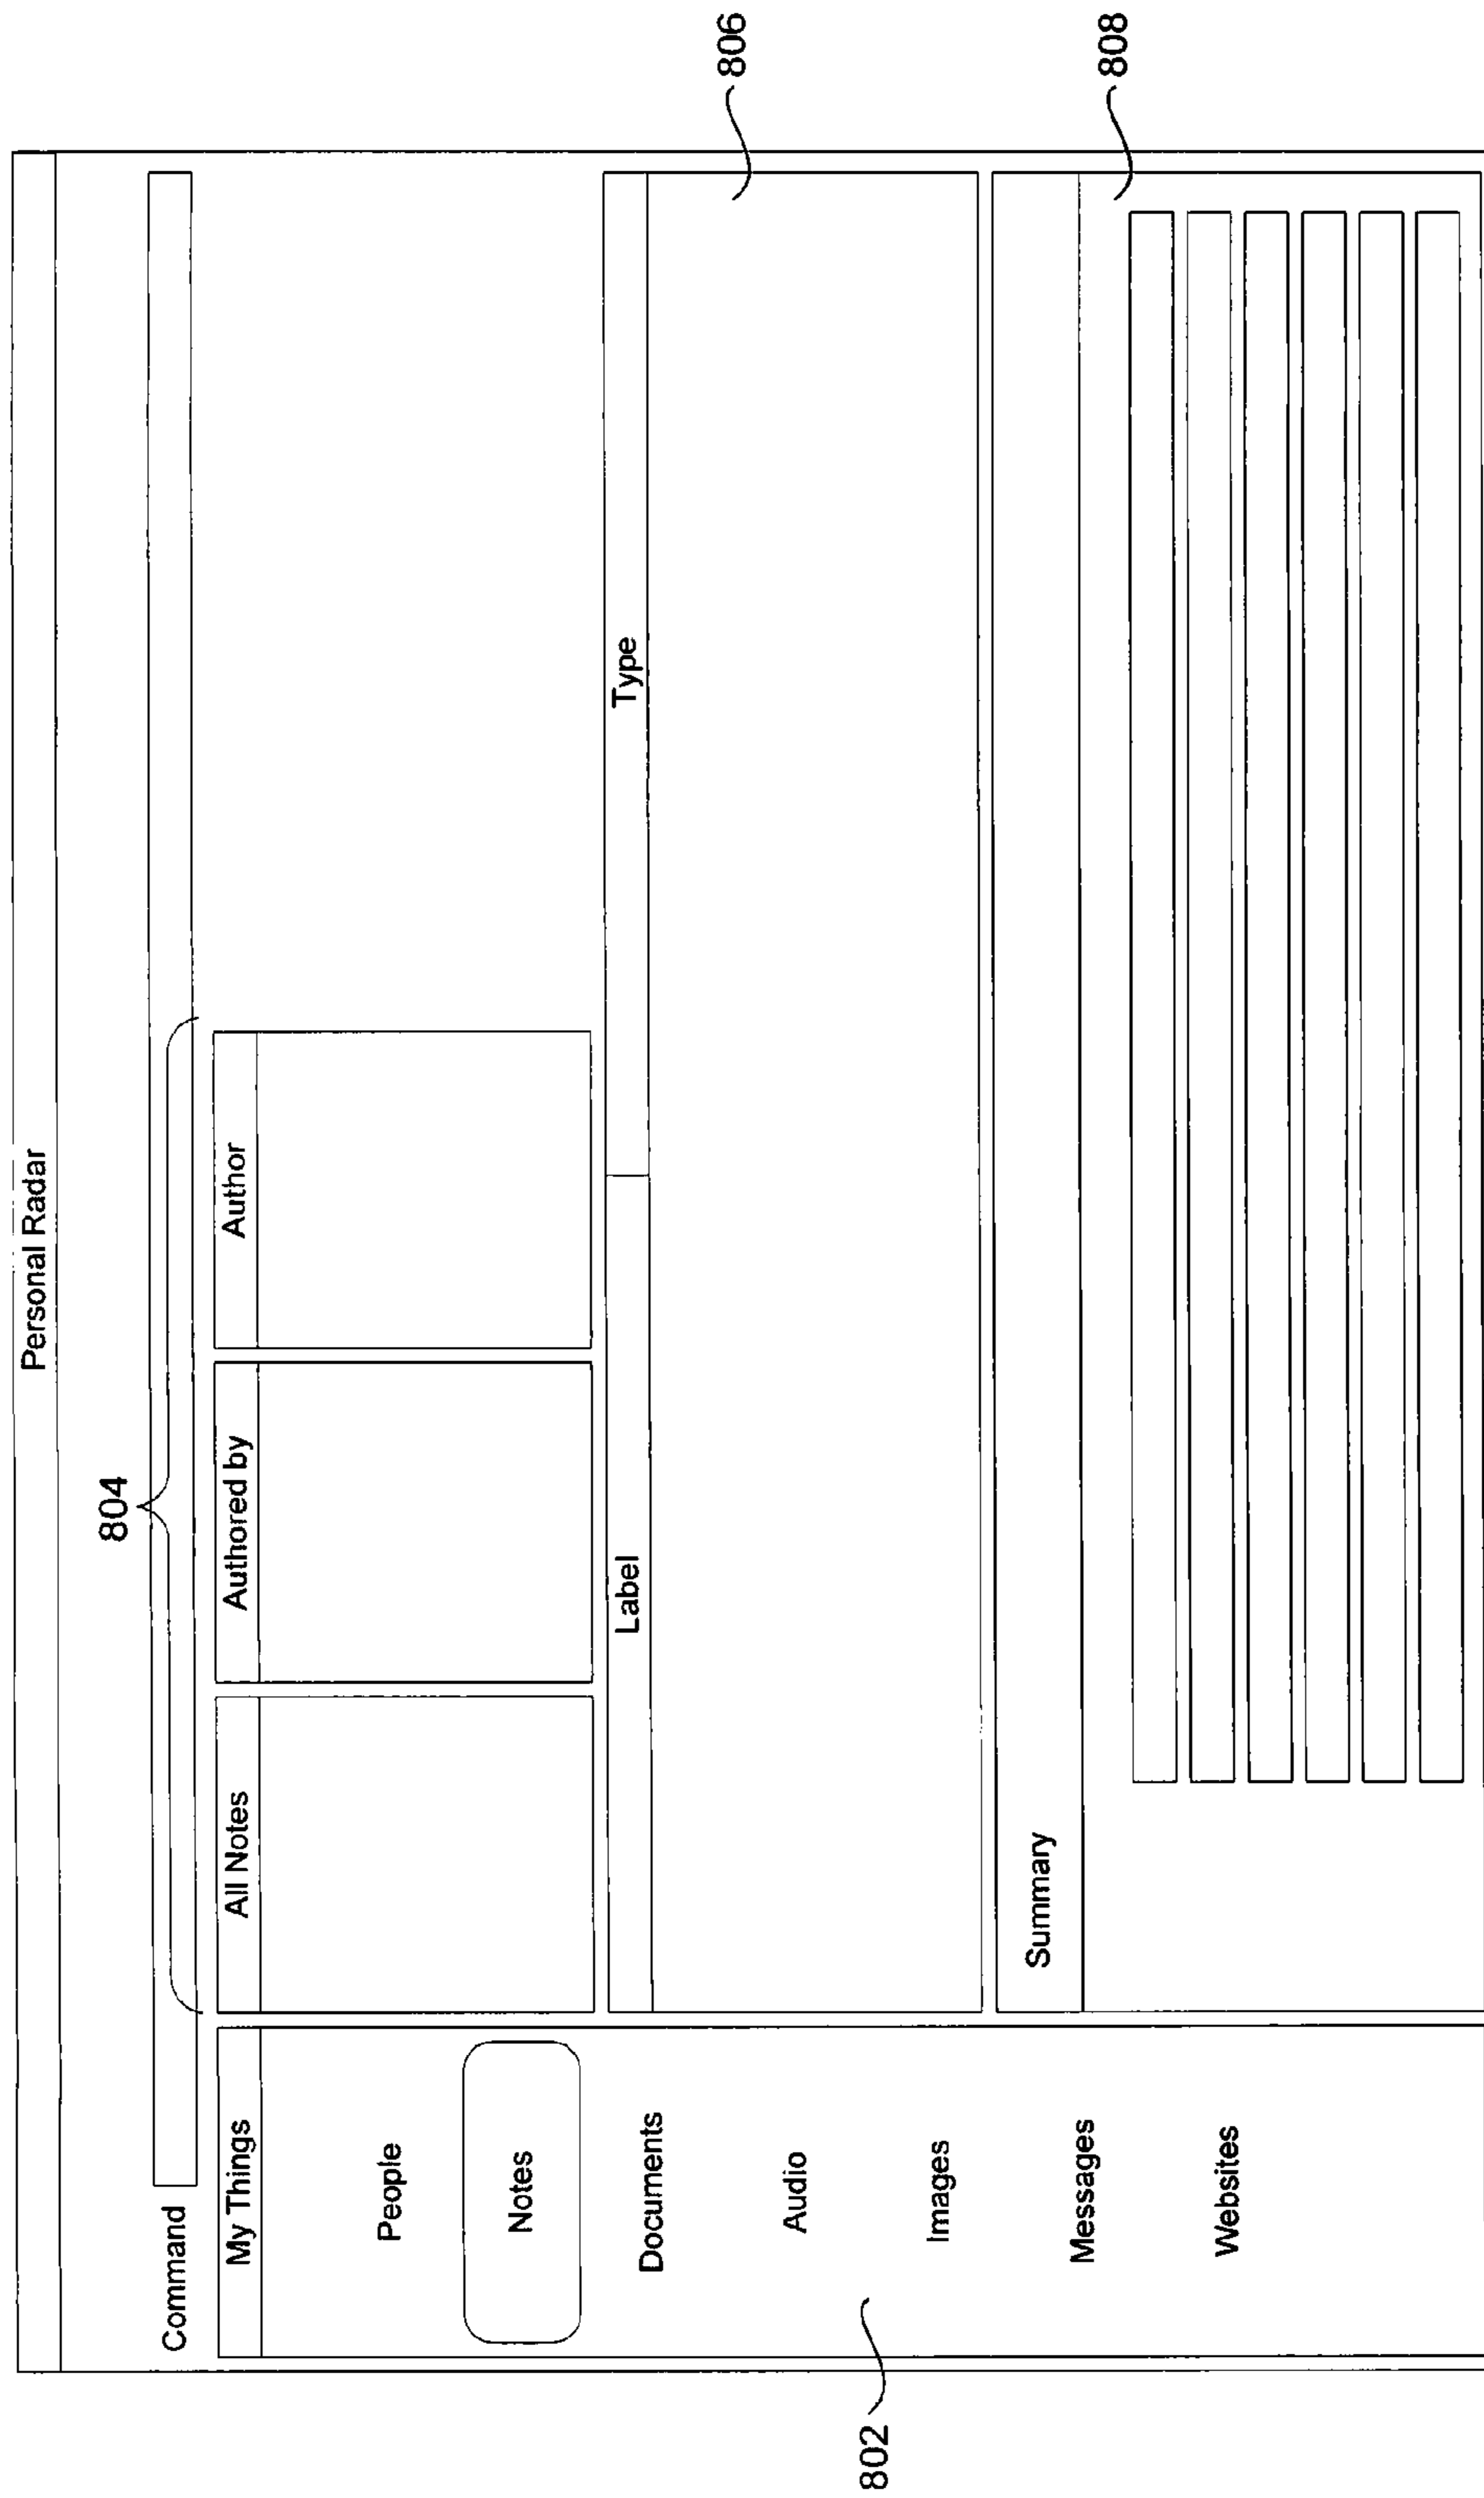 Personal Radar
804
Command
My Things
All Notes
Authored by
Author
People
Notes
Label
Type
806
Documents
Audio
802
Images
Summary
808
Messages
Websites